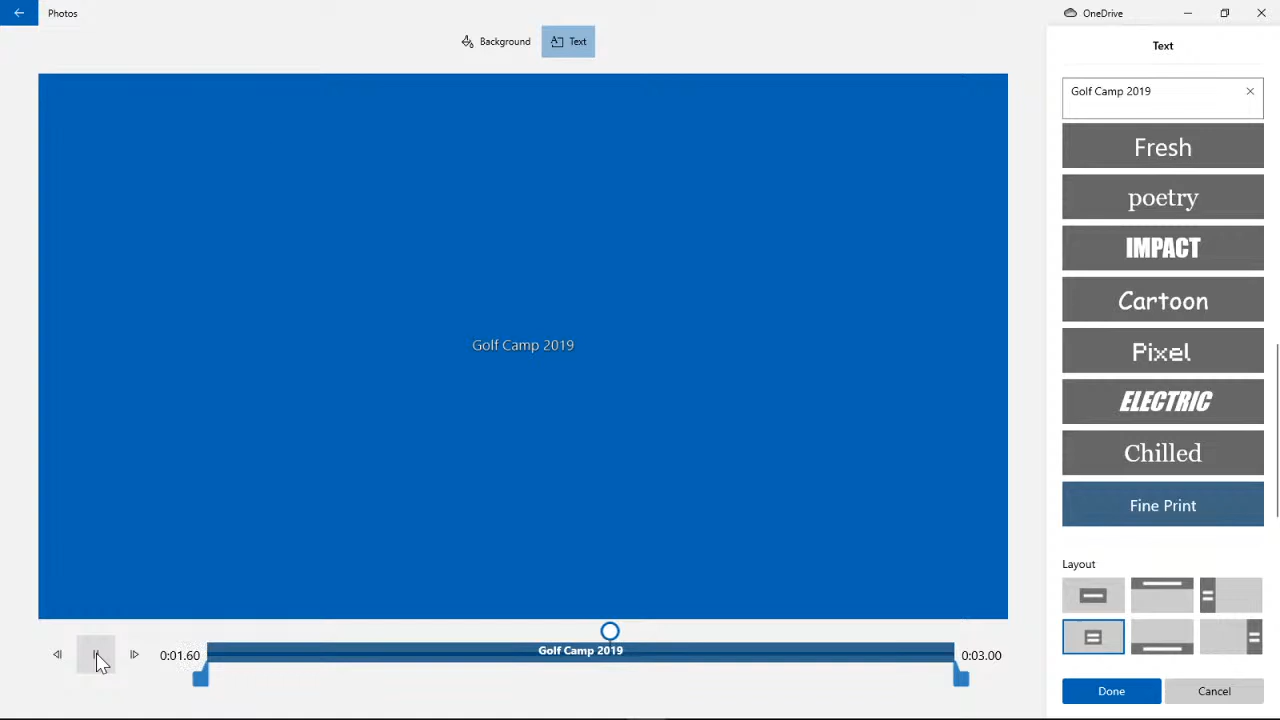 Photos
OneDrive
Background
Text
Text
Golf Camp 2019
Fresh
poetry
IMPACT
Cartoon
Pixel
ELECTRIC
Chilled
Fine Print
Golf Camp 2019
Layout
0:01.60
Golf Camp 2019
0:03.00
Done
Cancel